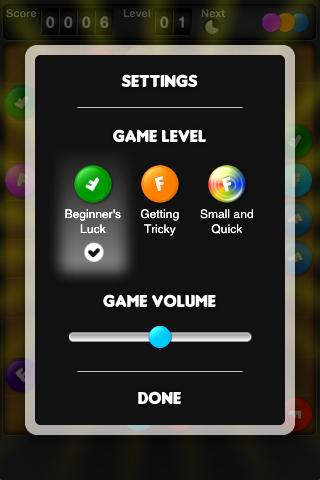 Score 0006 Level 01 Next
SETTINGS
GAME LEVEL
F F F
Beginner's Getting Small and
Luck Tricky Quick
GAME VOLUME
DONE